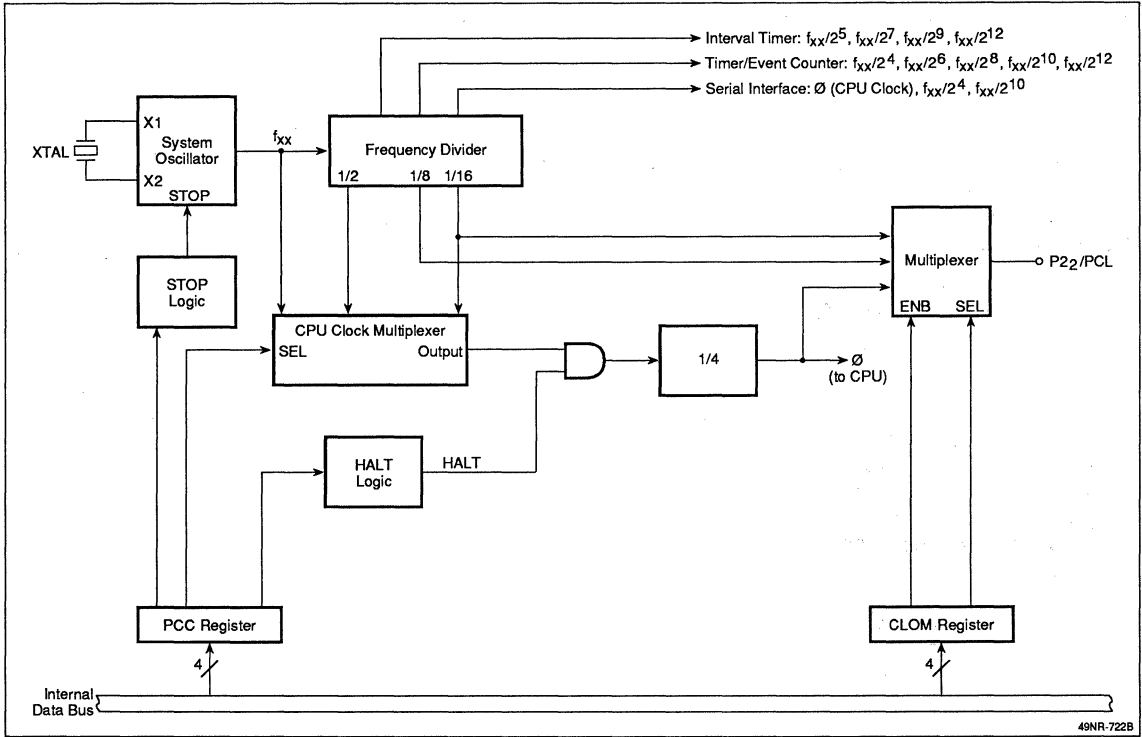 Interval Timer: fxx/2^5, fxx/2^7, fxx/2^9, fxx/2^12
Timer/Event Counter: fxx/2^4, fxx/2^6, fxx/2^8, fxx/2^10, fxx/2^12
Serial Interface: Ø (CPU Clock), fxx/2^4, fxx/2^10
XTAL
X1
System
Oscillator
X2
STOP
fxx
Frequency Divider
1/2 1/8 1/16
STOP
Logic
Multiplexer
ENB SEL
P2₂/PCL
CPU Clock Multiplexer
SEL Output
1/4
Ø
(to CPU)
HALT
Logic
HALT
PCC Register
CLOM Register
4
4
Internal
Data Bus
49NR-722B